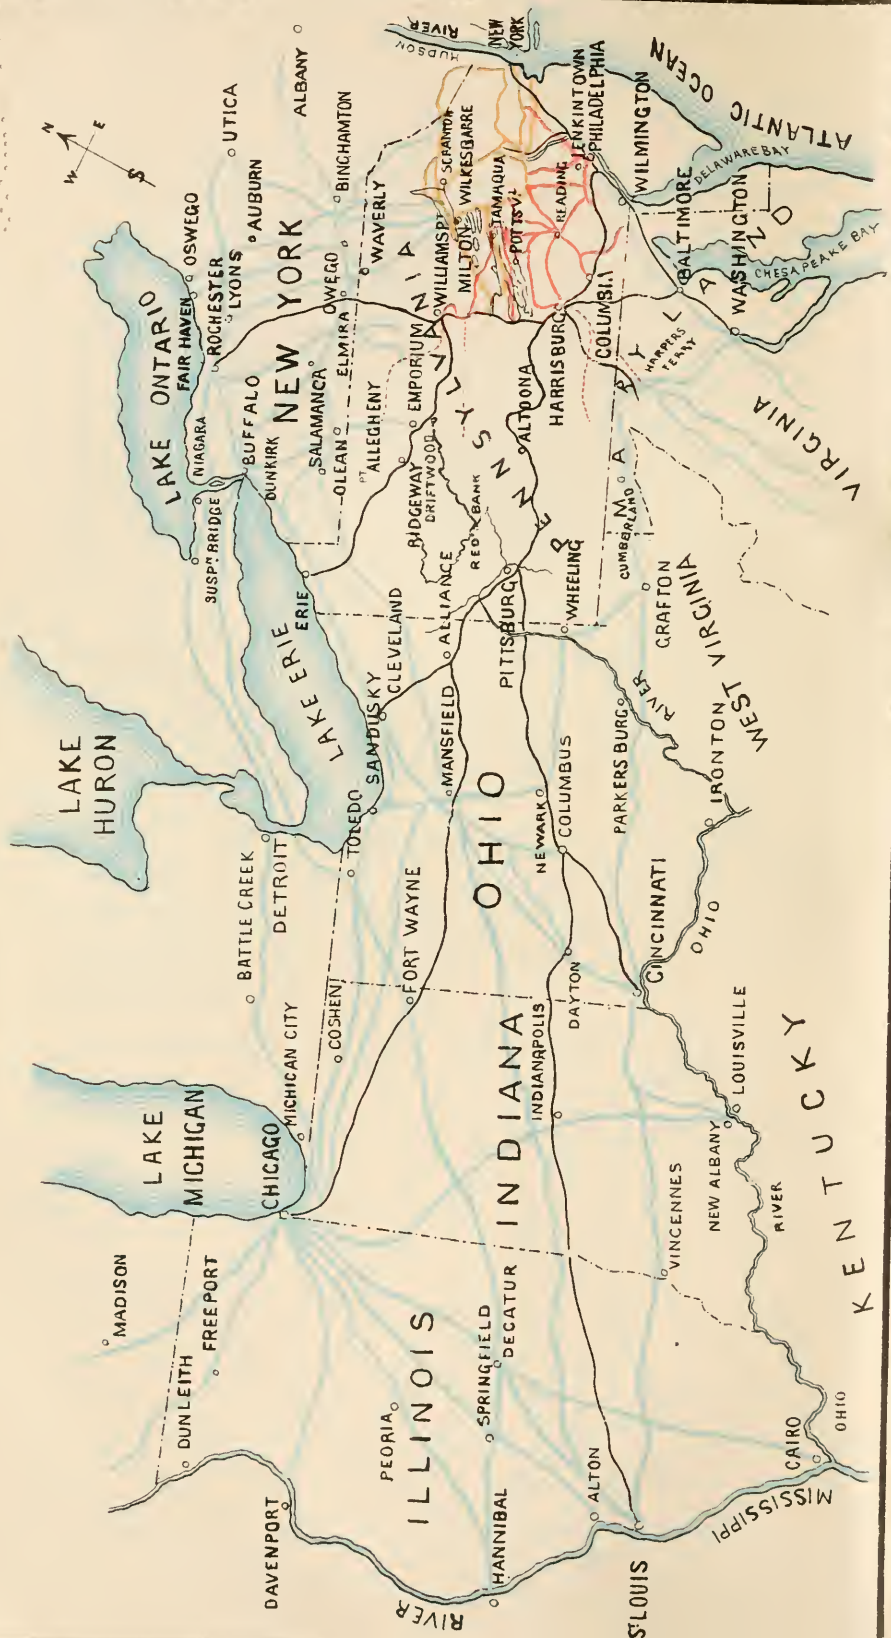 N
E
S
W
LAKE
HURON
LAKE ONTARIO
LAKE ERIE
LAKE
MICHIGAN
ATLANTIC OCEAN
HUDSON
RIVER
NEW
YORK
ALBANY
UTICA
AUBURN
BINGHAMTON
OSWEGO
FAIR HAVEN
ROCHESTER
LYONS
NEW YORK
OWEGO
WAVERLY
ELMIRA
NIAGARA
BUFFALO
SUSPN BRIDGE
DUNKIRK
SALAMANCA
OLEAN
PT ALLEGHENY
EMPORIUM
RIDGEWAY
DRIFTWOOD
RED BANK
ERIE
PENNSYLVANIA
SCRANTON
WILKESBARRE
WILLIAMSPT
MILTON
TAMAQUA
POTTSVL
READING
JENKINTOWN
PHILADELPHIA
WILMINGTON
DELAWARE BAY
BALTIMORE
WASHINGTON
CHESAPEAKE BAY
COLUMBIA
HARRISBURG
HARPERS
FERRY
MARYLAND
ALTOONA
CUMBERLAND
VIRGINIA
WEST VIRGINIA
GRAFTON
WHEELING
PITTSBURG
ALLIANCE
CLEVELAND
SANDUSKY
MANSFIELD
TOLEDO
DETROIT
BATTLE CREEK
OHIO
NEWARK
COLUMBUS
PARKERSBURG
RIVER
IRONTON
OHIO
CINCINNATI
DAYTON
FORT WAYNE
COSHEN
MICHIGAN CITY
CHICAGO
INDIANA
INDIANAPOLIS
LOUISVILLE
NEW ALBANY
RIVER
KENTUCKY
VINCENNES
MADISON
FREEPORT
DUNLEITH
ILLINOIS
PEORIA
SPRINGFIELD
DECATUR
DAVENPORT
HANNIBAL
RIVER
ALTON
ST LOUIS
MISSISSIPPI
CAIRO
OHIO